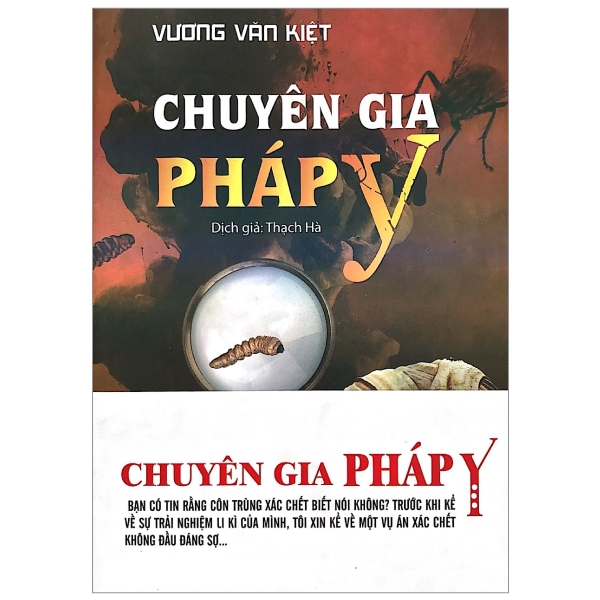 VƯƠNG VĂN KIỆT
CHUYÊN GIA
PHÁP Y
Dịch giả: Thạch Hà
CHUYÊN GIA PHÁP Y
BẠN CÓ TIN RẰNG CÔN TRÙNG XÁC CHẾT BIẾT NÓI KHÔNG? TRƯỚC KHI KỂ
VỀ SỰ TRẢI NGHIỆM LI KÌ CỦA MÌNH, TÔI XIN KỂ VỀ MỘT VỤ ÁN XÁC CHẾT
KHÔNG ĐẦU ĐÁNG SỢ...